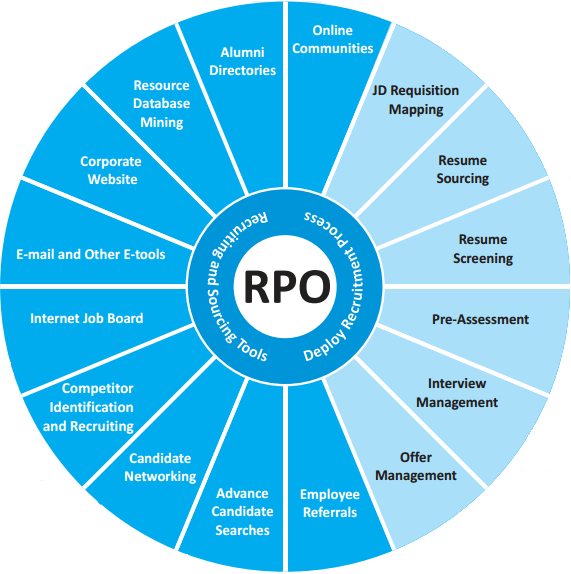 Online
Communities
JD Requisition
Mapping
Resume
Sourcing
Resume
Screening
Pre-Assessment
Interview
Management
Offer
Management
Employee
Referrals
Advance
Candidate
Searches
Candidate
Networking
Competitor
Identification
and Recruiting
Internet Job Board
E-mail and Other E-tools
Corporate
Website
Resource
Database
Mining
Alumni
Directories
Recruiting and Sourcing Tools
Deploy Recruitment Process
RPO